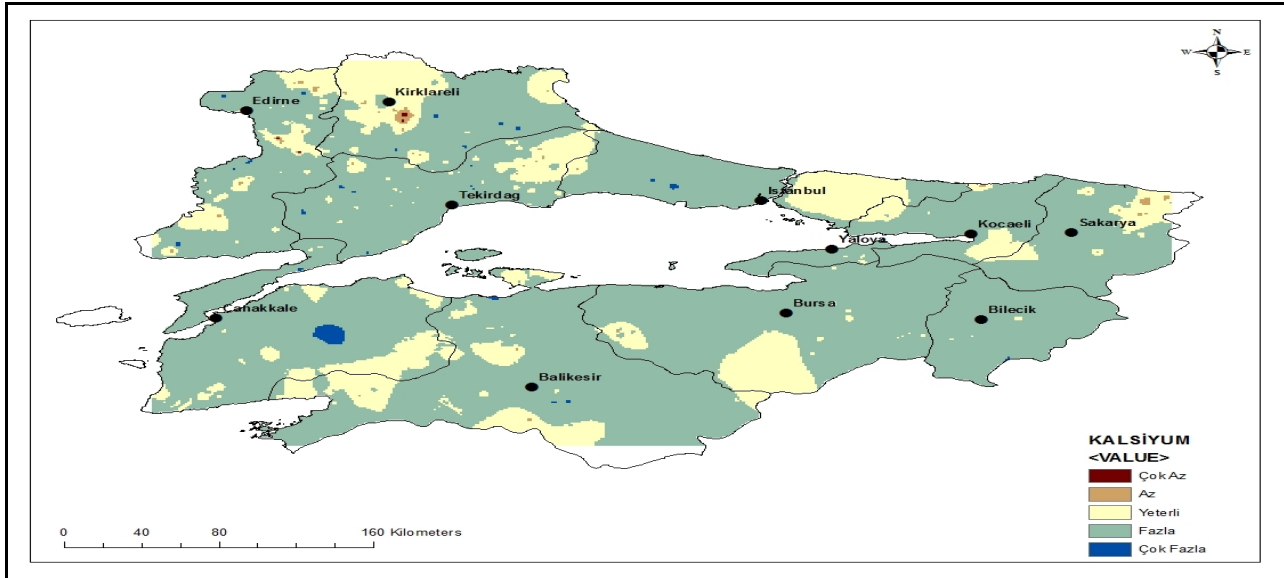 N
W E
S
Kirklareli
Edirne
Tekirdag
Istanbul
Kocaeli
Sakarya
Yalova
Canakkale
Bursa
Bilecik
Balikesir
KALSİYUM
<VALUE>
Çok Az
Az
Yeterli
Fazla
Çok Fazla
0 40 80 160 Kilometers